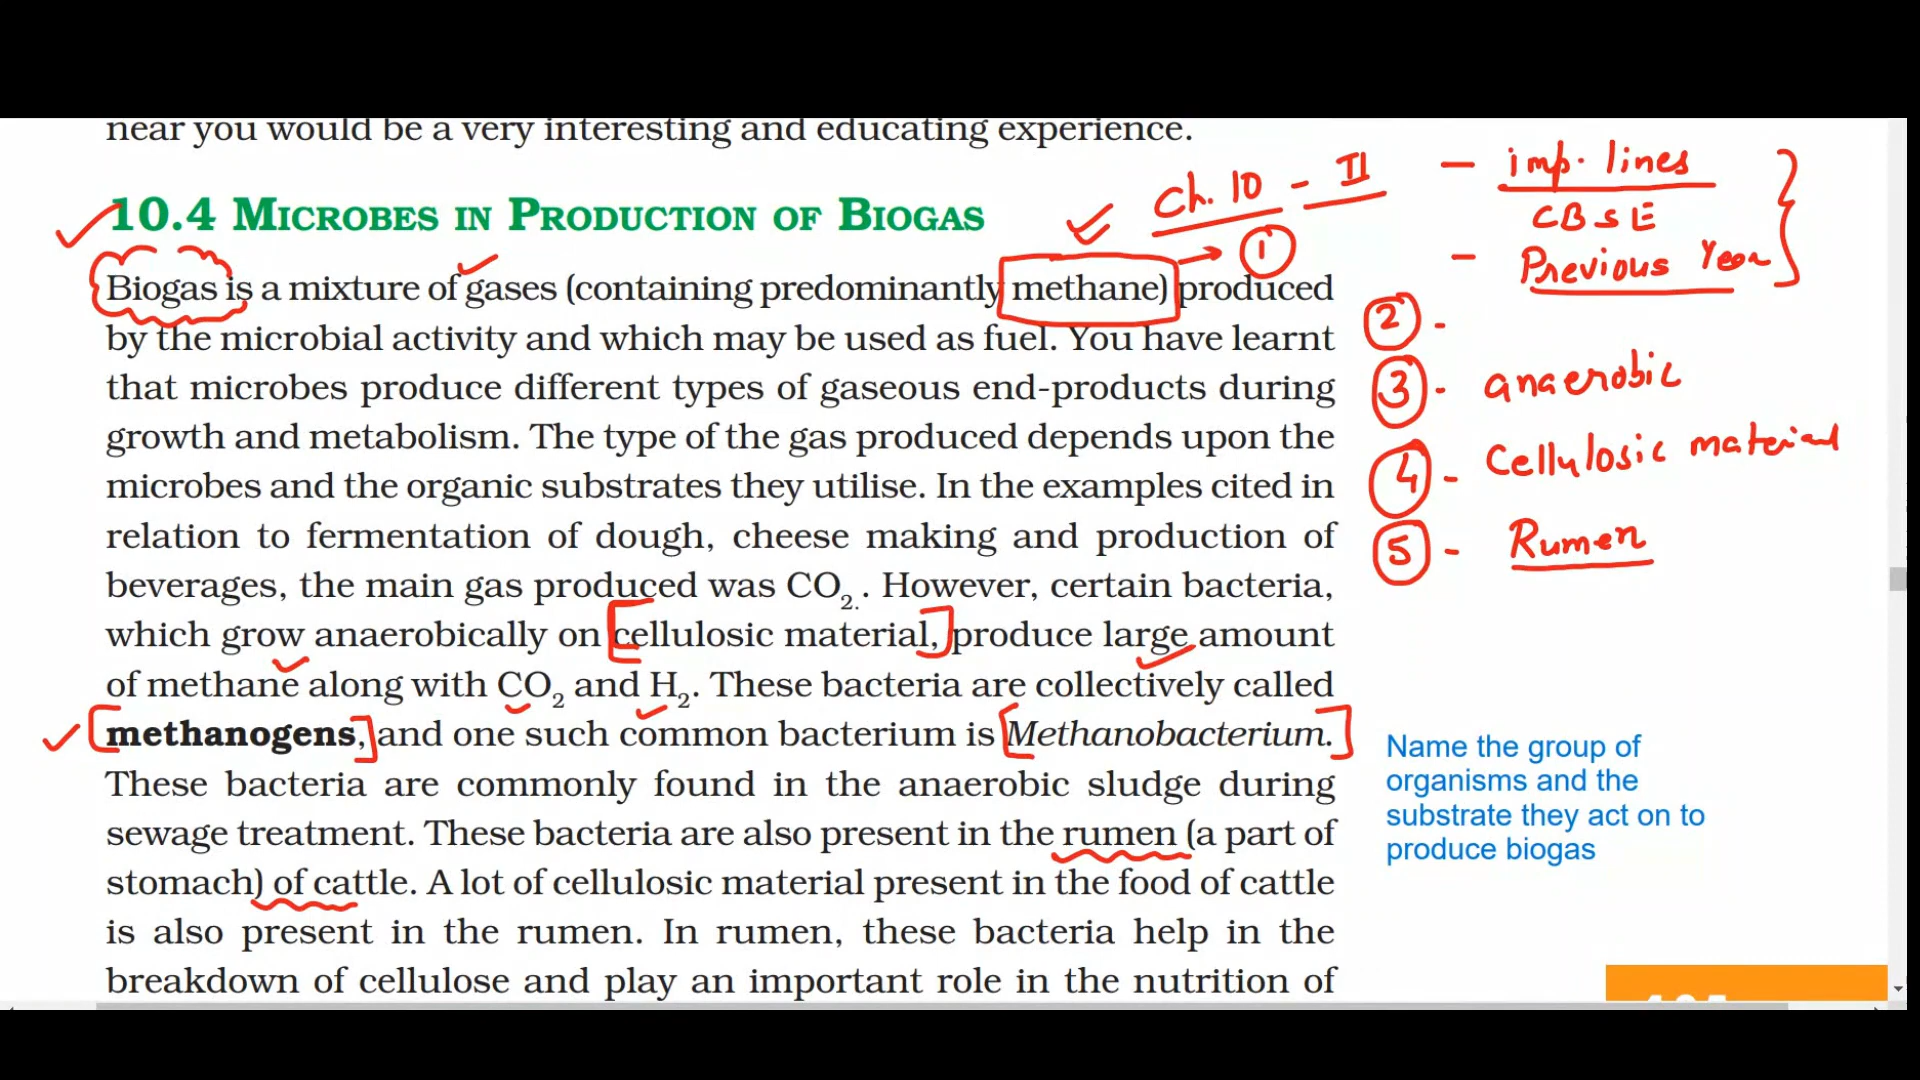 near you would be a very interesting and educating experience.
10.4 MICROBES IN PRODUCTION OF BIOGAS
Biogas is a mixture of gases (containing predominantly methane) produced
by the microbial activity and which may be used as fuel. You have learnt
that microbes produce different types of gaseous end-products during
growth and metabolism. The type of the gas produced depends upon the
microbes and the organic substrates they utilise. In the examples cited in
relation to fermentation of dough, cheese making and production of
beverages, the main gas produced was CO2.. However, certain bacteria,
which grow anaerobically on cellulosic material, produce large amount
of methane along with CO2 and H2. These bacteria are collectively called
methanogens, and one such common bacterium is Methanobacterium.
These bacteria are commonly found in the anaerobic sludge during
sewage treatment. These bacteria are also present in the rumen (a part of
stomach) of cattle. A lot of cellulosic material present in the food of cattle
is also present in the rumen. In rumen, these bacteria help in the
breakdown of cellulose and play an important role in the nutrition of
Ch. 10 - II
- imp. lines
CBSE
- Previous Year
→ 1
2 -
3 - anaerobic
4 - Cellulosic material
5 - Rumen
Name the group of
organisms and the
substrate they act on to
produce biogas